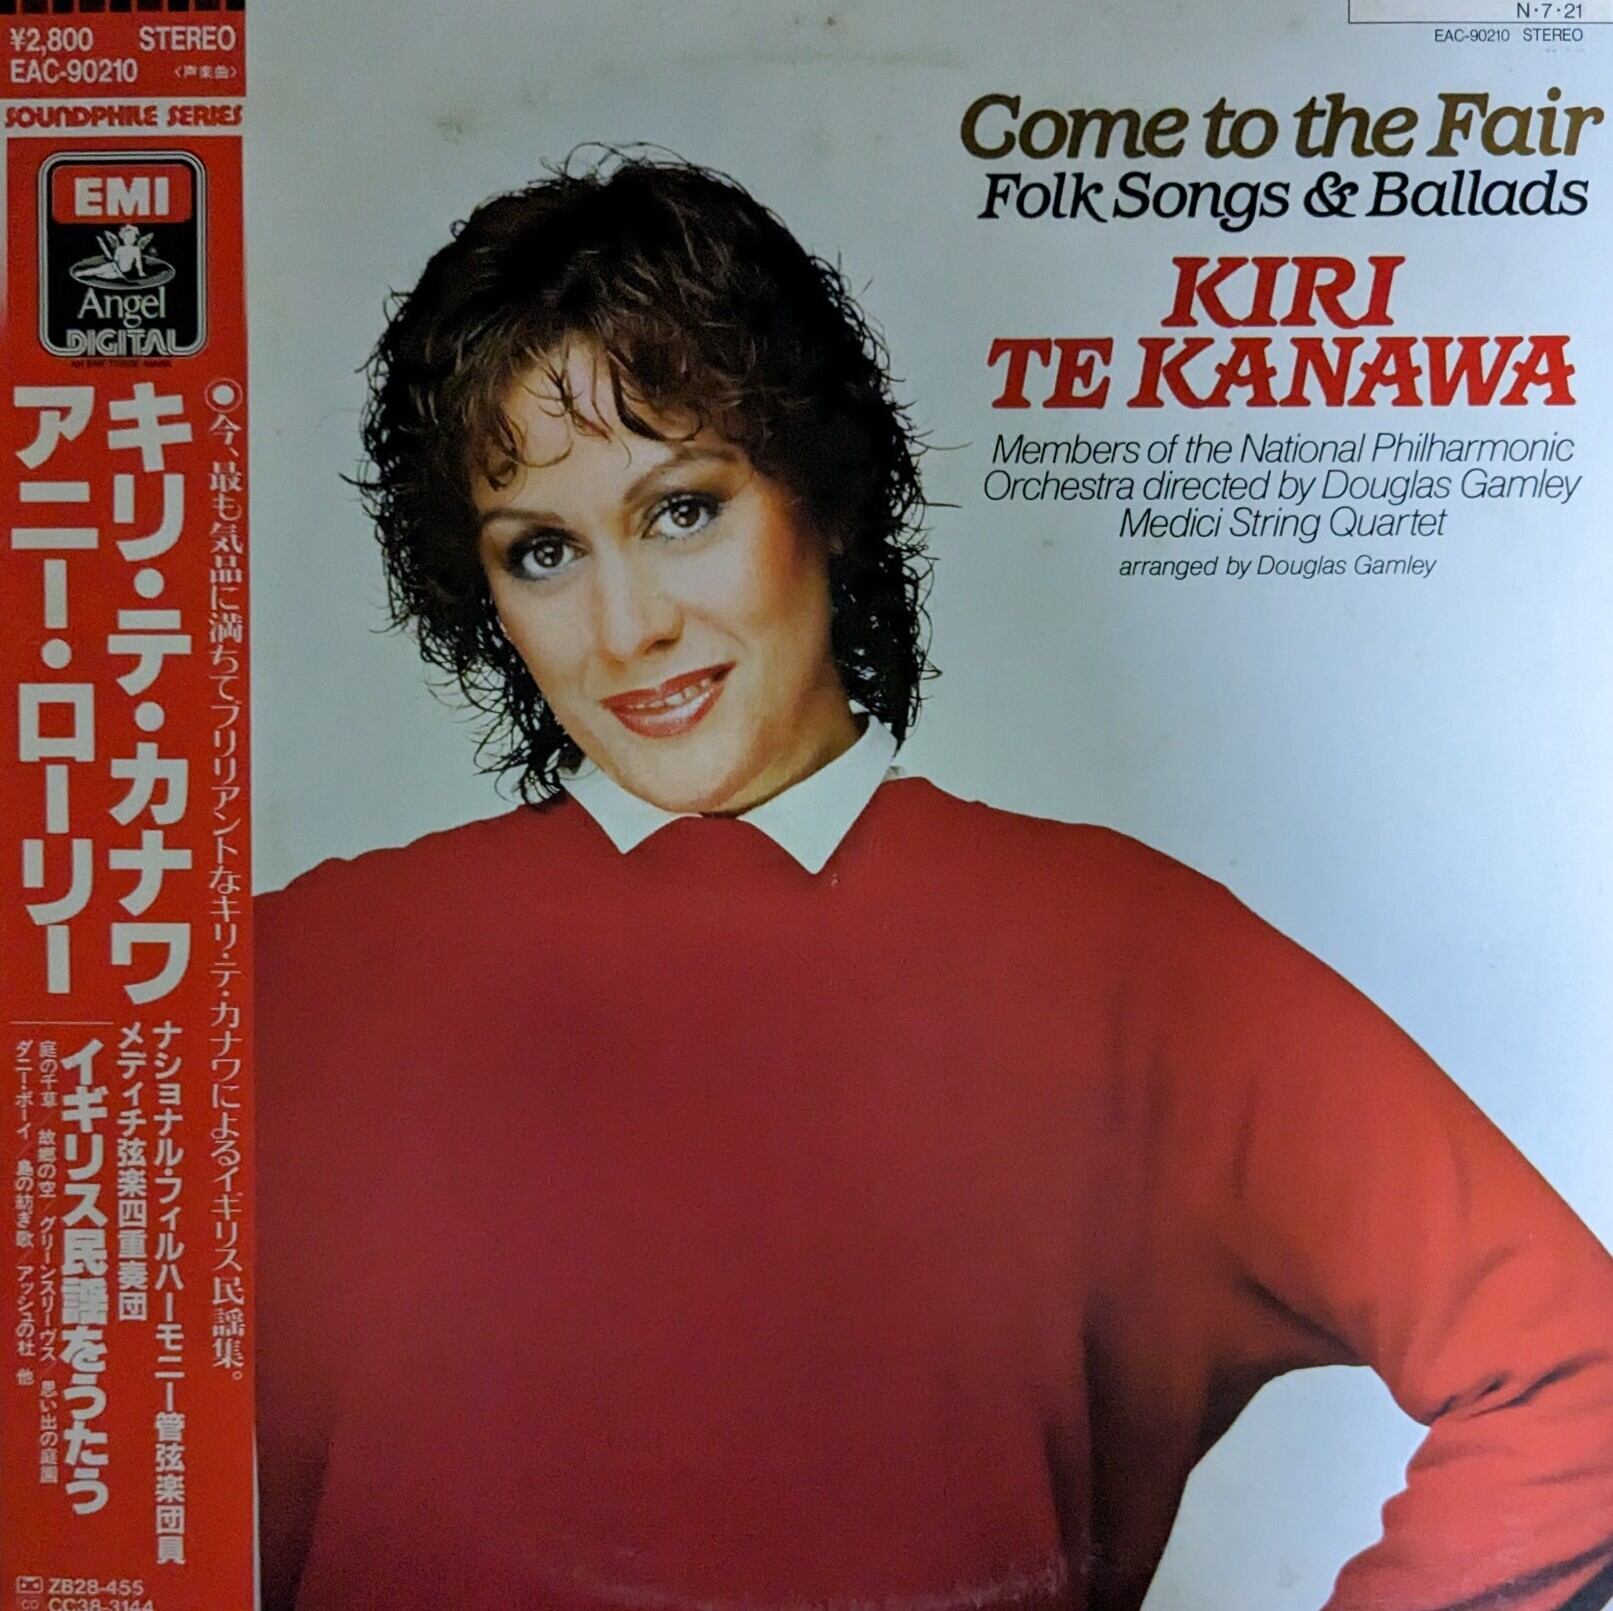 ¥2,800 STEREO
EAC-90210 〈声楽曲〉
SOUNDPHILE SERIES
EMI
Angel
DIGITAL
●今、最も気品に満ちてブリリアントなキリ・テ・カナワによるイギリス民謡集。
キリ・テ・カナワ
アニー・ローリー
ナショナル・フィルハーモニー管弦楽団員
メディチ弦楽四重奏団
イギリス民謡をうたう
庭の千草/故郷の空/グリーンスリーヴス/思い出の庭園
ダニー・ボーイ/島の紡ぎ歌/アッシュの杜 他
ZB28-455
CD CC38-3144
N・7・21
EAC-90210 STEREO
Come to the Fair
Folk Songs & Ballads
KIRI
TE KANAWA
Members of the National Philharmonic
Orchestra directed by Douglas Gamley
Medici String Quartet
arranged by Douglas Gamley